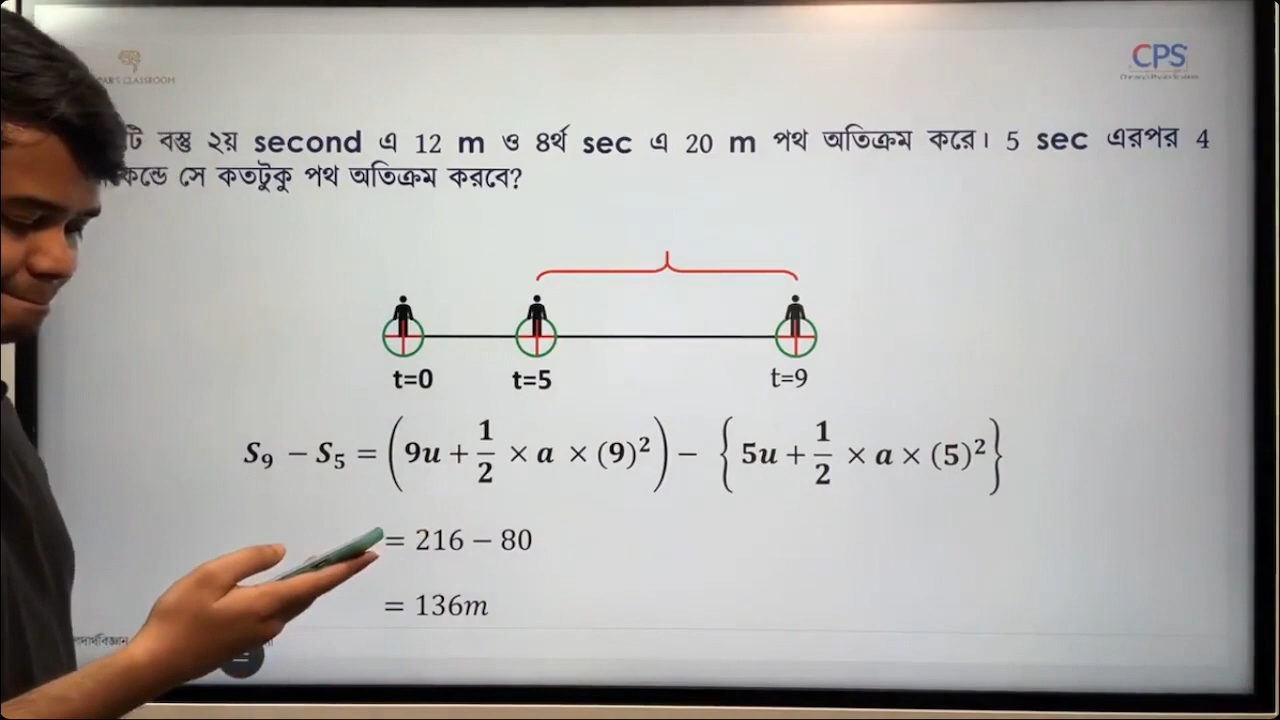 CPS
টি বস্তু ২য় second এ 12 m ও 4র্থ sec এ 20 m পথ অতিক্রম করে। 5 sec এরপর 4
সে কতটুকু পথ অতিক্রম করবে?
t=0 t=5 t=9
S₉ − S₅ = (9u + 1/2 × a × (9)²) − {5u + 1/2 × a × (5)²}
= 216 − 80
= 136m